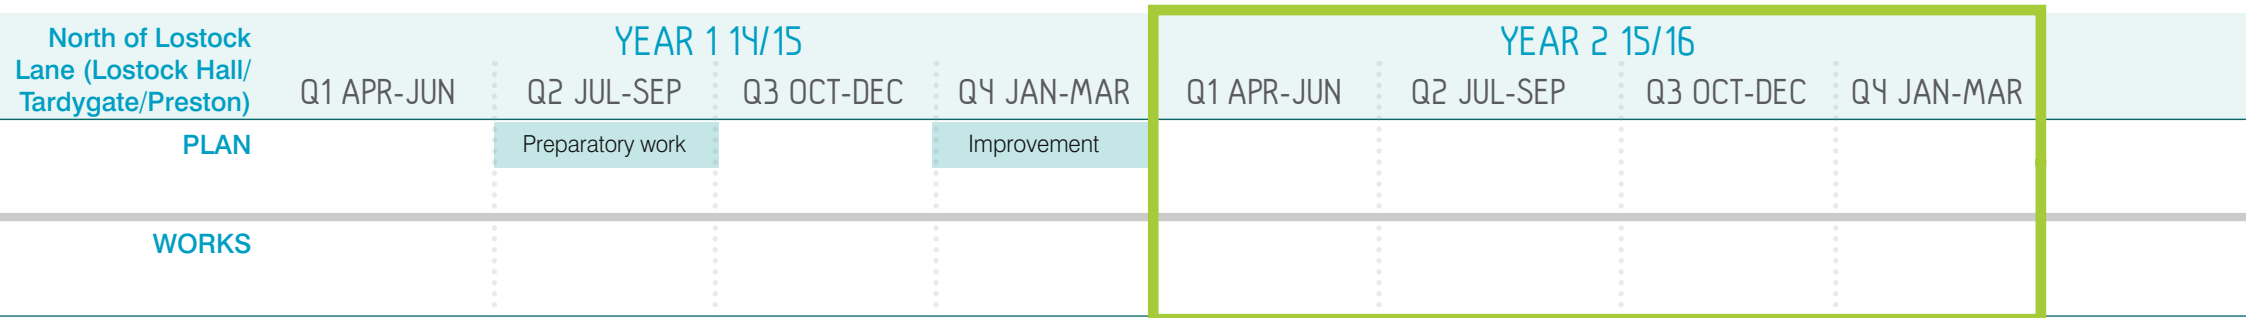 North of Lostock
Lane (Lostock Hall/
Tardygate/Preston)
YEAR 1 14/15
YEAR 2 15/16
Q1 APR-JUN
Q2 JUL-SEP
Q3 OCT-DEC
Q4 JAN-MAR
Q1 APR-JUN
Q2 JUL-SEP
Q3 OCT-DEC
Q4 JAN-MAR
PLAN
Preparatory work
Improvement
WORKS